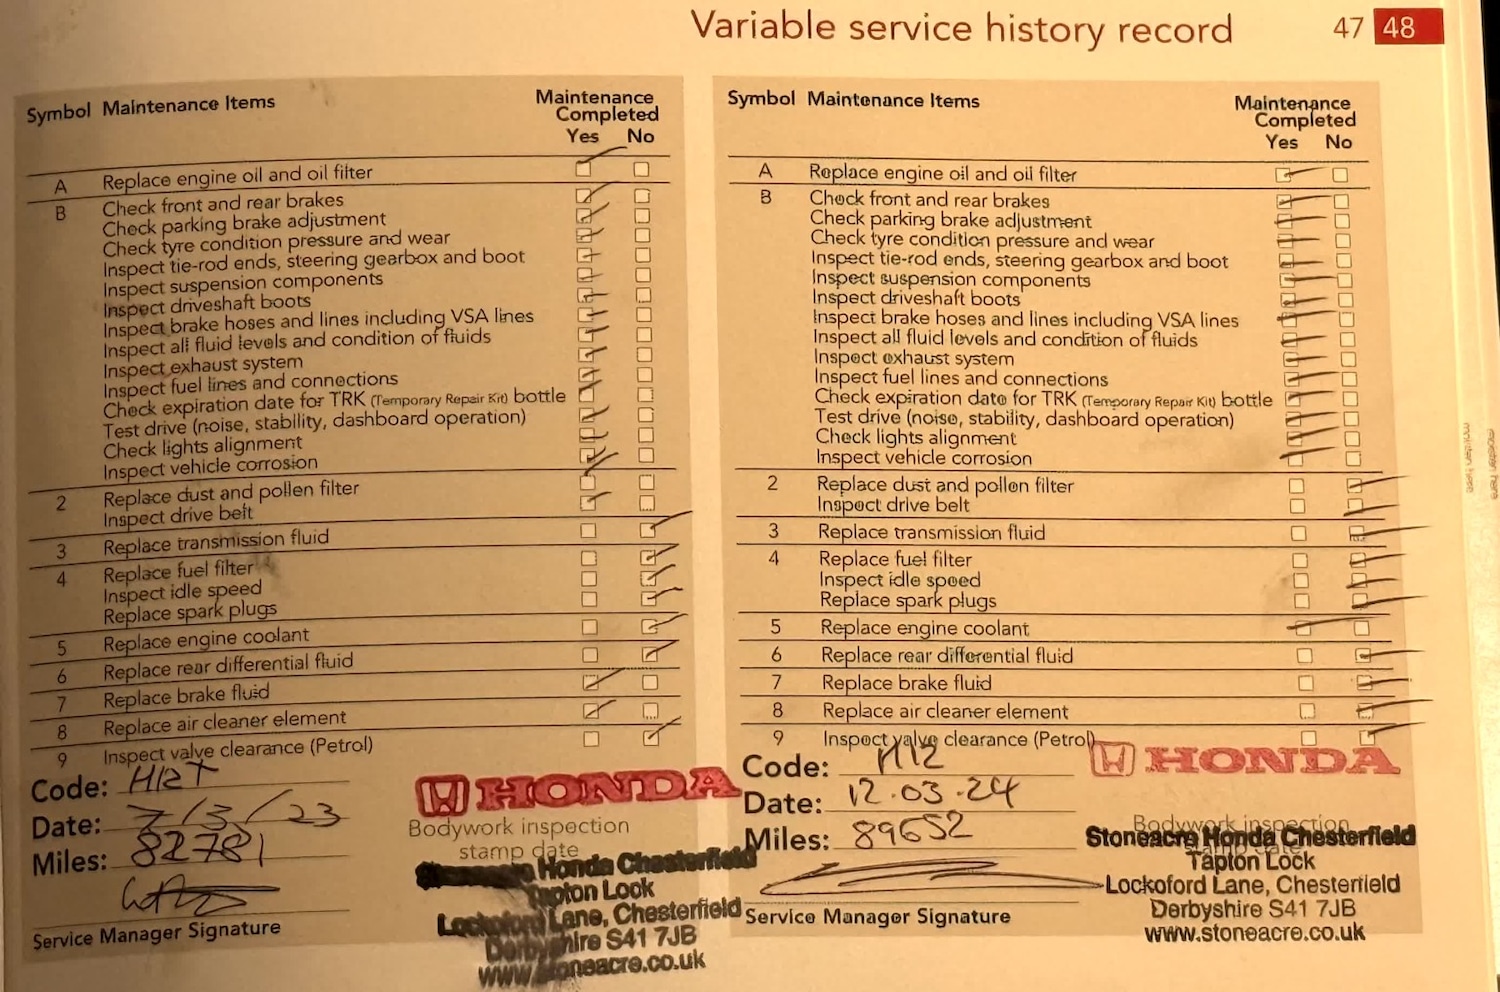 Variable service history record 47 48
Symbol Maintenance Items Maintenance Completed Yes No
A Replace engine oil and oil filter
B Check front and rear brakes
Check parking brake adjustment
Check tyre condition pressure and wear
Inspect tie-rod ends, steering gearbox and boot
Inspect suspension components
Inspect driveshaft boots
Inspect brake hoses and lines including VSA lines
Inspect all fluid levels and condition of fluids
Inspect exhaust system
Inspect fuel lines and connections
Check expiration date for TRK (Temporary Repair Kit) bottle
Test drive (noise, stability, dashboard operation)
Check lights alignment
Inspect vehicle corrosion
2 Replace dust and pollen filter
Inspect drive belt
3 Replace transmission fluid
4 Replace fuel filter
Inspect idle speed
Replace spark plugs
5 Replace engine coolant
6 Replace rear differential fluid
7 Replace brake fluid
8 Replace air cleaner element
9 Inspect valve clearance (Petrol)
Code: H12T
Date: 7/3/23
Miles: 82781
Service Manager Signature
HONDA
Bodywork inspection
stamp date
Stoneacre Honda Chesterfield
Tapton Lock
Lockoford Lane, Chesterfield
Derbyshire S41 7JB
www.stoneacre.co.uk
Symbol Maintenance Items Maintenance Completed Yes No
A Replace engine oil and oil filter
B Check front and rear brakes
Check parking brake adjustment
Check tyre condition pressure and wear
Inspect tie-rod ends, steering gearbox and boot
Inspect suspension components
Inspect driveshaft boots
Inspect brake hoses and lines including VSA lines
Inspect all fluid levels and condition of fluids
Inspect exhaust system
Inspect fuel lines and connections
Check expiration date for TRK (Temporary Repair Kit) bottle
Test drive (noise, stability, dashboard operation)
Check lights alignment
Inspect vehicle corrosion
2 Replace dust and pollen filter
Inspect drive belt
3 Replace transmission fluid
4 Replace fuel filter
Inspect idle speed
Replace spark plugs
5 Replace engine coolant
6 Replace rear differential fluid
7 Replace brake fluid
8 Replace air cleaner element
9 Inspect valve clearance (Petrol)
Code: H12
Date: 12.03.24
Miles: 89652
Service Manager Signature
HONDA
Bodywork inspection
stamp date
Stoneacre Honda Chesterfield
Tapton Lock
Lockoford Lane, Chesterfield
Derbyshire S41 7JB
www.stoneacre.co.uk